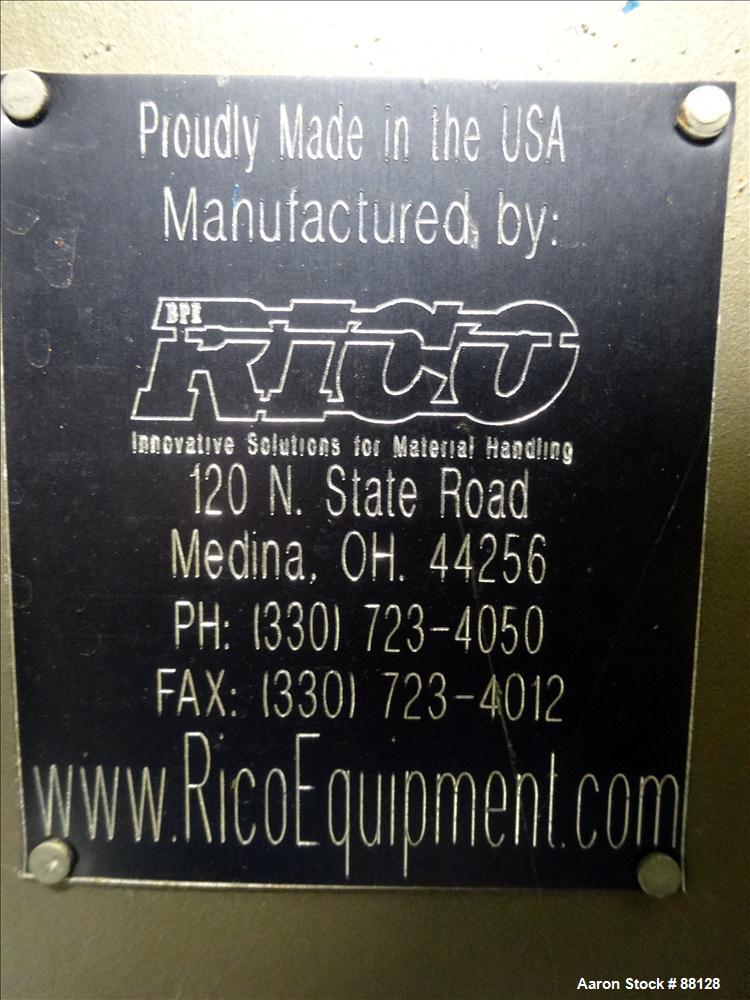 Proudly Made in the USA
Manufactured by:
BPI
RICO
Innovative Solutions for Material Handling
120 N. State Road
Medina, OH. 44256
PH: (330) 723-4050
FAX: (330) 723-4012
www.RicoEquipment.com
Aaron Stock # 88128